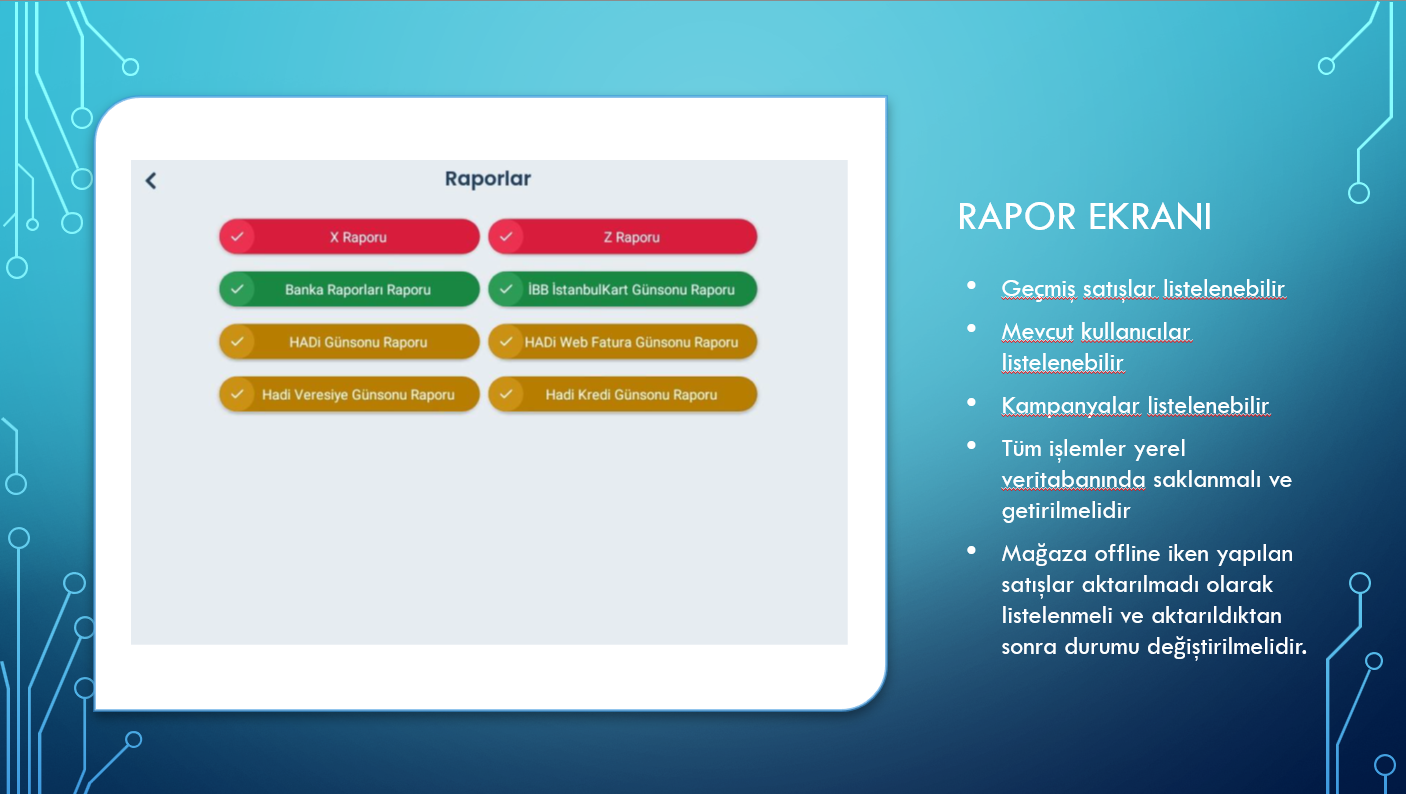 Raporlar
X Raporu
Z Raporu
Banka Raporları Raporu
İBB İstanbulKart Günsonu Raporu
HADi Günsonu Raporu
HADi Web Fatura Günsonu Raporu
Hadi Veresiye Günsonu Raporu
Hadi Kredi Günsonu Raporu
RAPOR EKRANI
• Geçmiş satışlar listelenebilir
• Mevcut kullanıcılar
listelenebilir
• Kampanyalar listelenebilir
• Tüm işlemler yerel
veritabanında saklanmalı ve
getirilmelidir
• Mağaza offline iken yapılan
satışlar aktarılmadı olarak
listelenmeli ve aktarıldıktan
sonra durumu değiştirilmelidir.